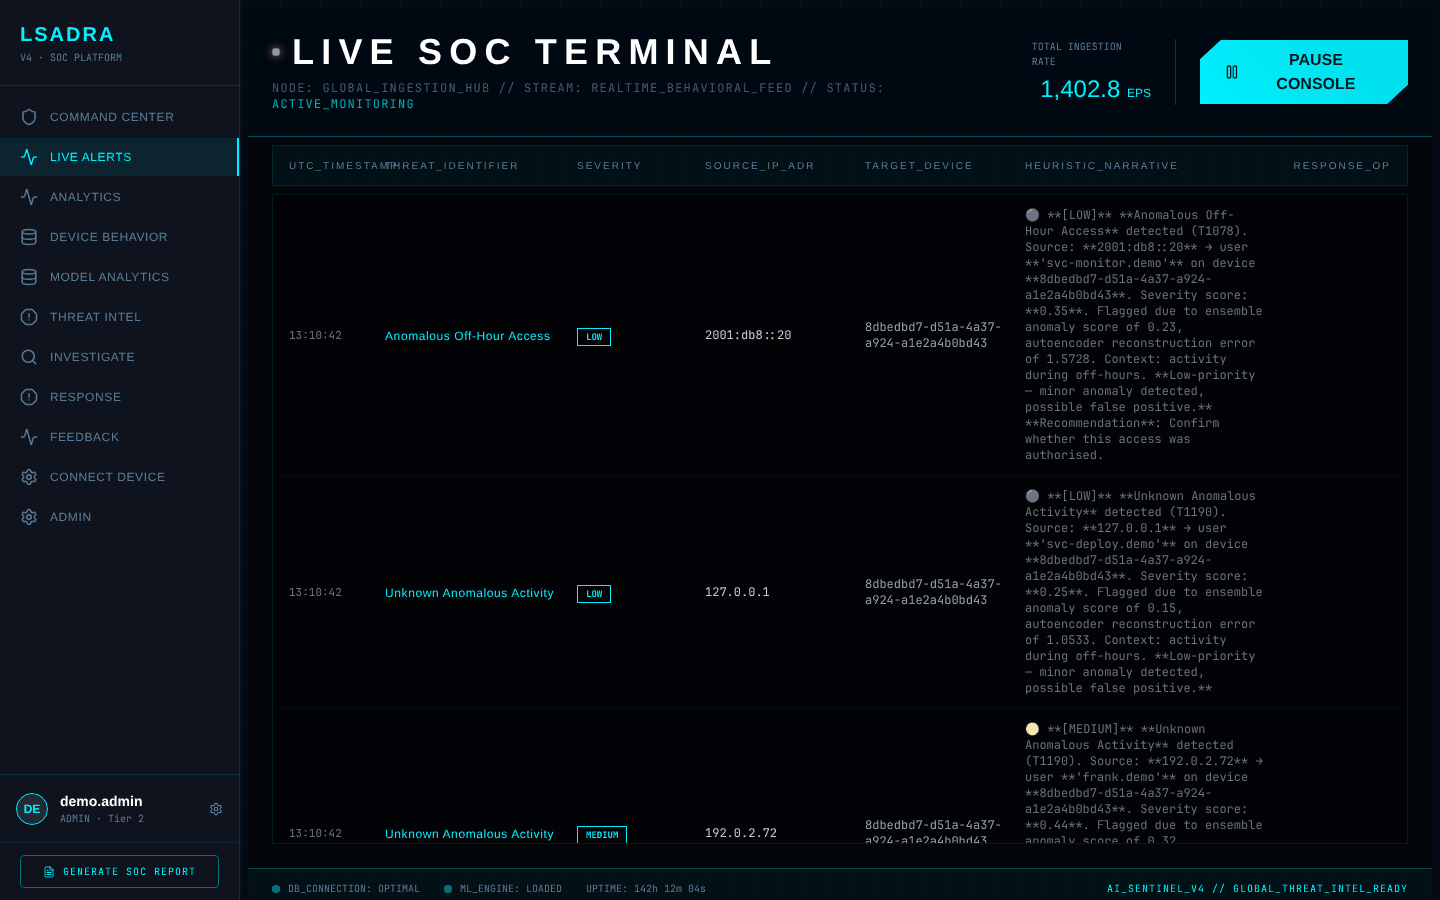 LSADRA
V4 · SOC PLATFORM
COMMAND CENTER
LIVE ALERTS
ANALYTICS
DEVICE BEHAVIOR
MODEL ANALYTICS
THREAT INTEL
INVESTIGATE
RESPONSE
FEEDBACK
CONNECT DEVICE
ADMIN
DE
demo.admin
ADMIN · Tier 2
GENERATE SOC REPORT
LIVE SOC TERMINAL
NODE: GLOBAL_INGESTION_HUB // STREAM: REALTIME_BEHAVIORAL_FEED // STATUS:
ACTIVE_MONITORING
TOTAL INGESTION
RATE
1,402.8 EPS
PAUSE
CONSOLE
UTC_TIMESTAMP THREAT_IDENTIFIER SEVERITY SOURCE_IP_ADR TARGET_DEVICE HEURISTIC_NARRATIVE RESPONSE_OP
13:10:42
Anomalous Off-Hour Access
LOW
2001:db8::20
8dbedbd7-d51a-4a37-
a924-a1e2a4b0bd43
**[LOW]** **Anomalous Off-
Hour Access** detected (T1078).
Source: **2001:db8::20** → user
**'svc-monitor.demo'** on device
**8dbedbd7-d51a-4a37-a924-
a1e2a4b0bd43**. Severity score:
**0.35**. Flagged due to ensemble
anomaly score of 0.23,
autoencoder reconstruction error
of 1.5728. Context: activity
during off-hours. **Low-priority
— minor anomaly detected,
possible false positive.**
**Recommendation**: Confirm
whether this access was
authorised.
13:10:42
Unknown Anomalous Activity
LOW
127.0.0.1
8dbedbd7-d51a-4a37-
a924-a1e2a4b0bd43
**[LOW]** **Unknown Anomalous
Activity** detected (T1190).
Source: **127.0.0.1** → user
**'svc-deploy.demo'** on device
**8dbedbd7-d51a-4a37-a924-
a1e2a4b0bd43**. Severity score:
**0.25**. Flagged due to ensemble
anomaly score of 0.15,
autoencoder reconstruction error
of 1.0533. Context: activity
during off-hours. **Low-priority
— minor anomaly detected,
possible false positive.**
13:10:42
Unknown Anomalous Activity
MEDIUM
192.0.2.72
8dbedbd7-d51a-4a37-
a924-a1e2a4b0bd43
**[MEDIUM]** **Unknown
Anomalous Activity** detected
(T1190). Source: **192.0.2.72** →
user **'frank.demo'** on device
**8dbedbd7-d51a-4a37-a924-
a1e2a4b0bd43**. Severity score:
**0.44**. Flagged due to ensemble
anomaly score of 0.32,
DB_CONNECTION: OPTIMAL ML_ENGINE: LOADED UPTIME: 142h 12m 04s
AI_SENTINEL_V4 // GLOBAL_THREAT_INTEL_READY